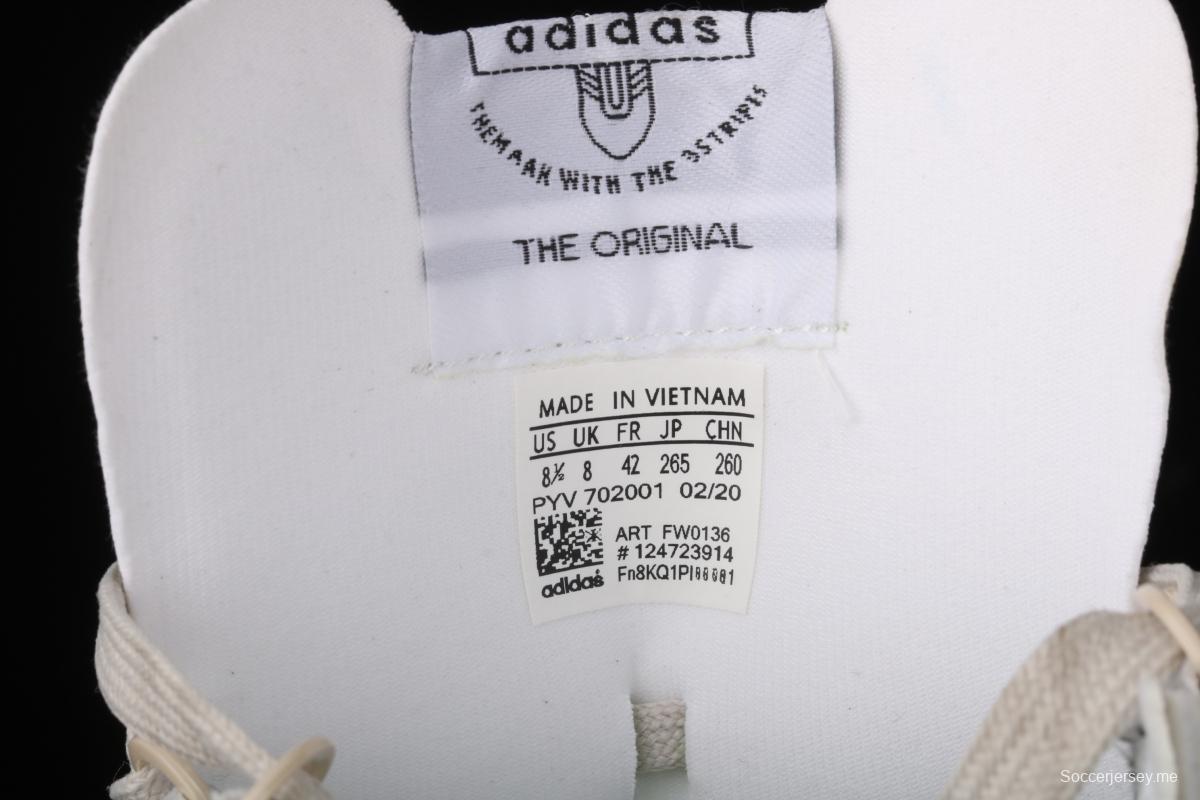 adidas
THEMAAK WITH THE 3STRIPES
THE ORIGINAL
MADE IN VIETNAM
US UK FR JP CHN
8½ 8 42 265 260
PYV 702001 02/20
ART FW0136
# 124723914
adidas
Soccerjersey.me